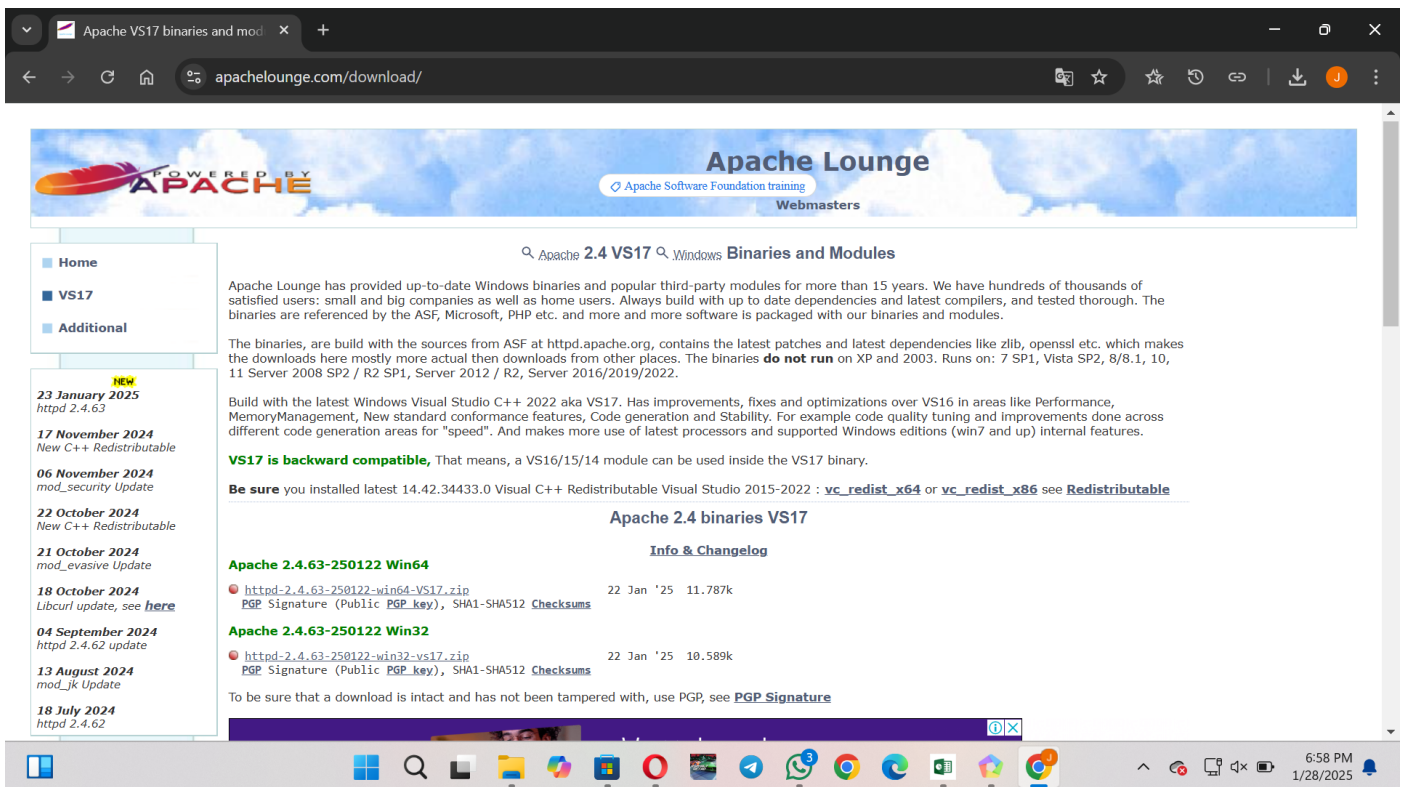 Apache VS17 binaries and mod
apachelounge.com/download/
J
POWERED BY
APACHE
Apache Lounge
Apache Software Foundation training
Webmasters
Home
VS17
Additional
NEW
23 January 2025
httpd 2.4.63
17 November 2024
New C++ Redistributable
06 November 2024
mod_security Update
22 October 2024
New C++ Redistributable
21 October 2024
mod_evasive Update
18 October 2024
Libcurl update, see here
04 September 2024
httpd 2.4.62 update
13 August 2024
mod_jk Update
18 July 2024
httpd 2.4.62
Apache 2.4 VS17 Windows Binaries and Modules
Apache Lounge has provided up-to-date Windows binaries and popular third-party modules for more than 15 years. We have hundreds of thousands of
satisfied users: small and big companies as well as home users. Always build with up to date dependencies and latest compilers, and tested thorough. The
binaries are referenced by the ASF, Microsoft, PHP etc. and more and more software is packaged with our binaries and modules.
The binaries, are build with the sources from ASF at httpd.apache.org, contains the latest patches and latest dependencies like zlib, openssl etc. which makes
the downloads here mostly more actual then downloads from other places. The binaries do not run on XP and 2003. Runs on: 7 SP1, Vista SP2, 8/8.1, 10,
11 Server 2008 SP2 / R2 SP1, Server 2012 / R2, Server 2016/2019/2022.
Build with the latest Windows Visual Studio C++ 2022 aka VS17. Has improvements, fixes and optimizations over VS16 in areas like Performance,
MemoryManagement, New standard conformance features, Code generation and Stability. For example code quality tuning and improvements done across
different code generation areas for "speed". And makes more use of latest processors and supported Windows editions (win7 and up) internal features.
VS17 is backward compatible, That means, a VS16/15/14 module can be used inside the VS17 binary.
Be sure you installed latest 14.42.34433.0 Visual C++ Redistributable Visual Studio 2015-2022 : vc_redist_x64 or vc_redist_x86 see Redistributable
Apache 2.4 binaries VS17
Info & Changelog
Apache 2.4.63-250122 Win64
httpd-2.4.63-250122-win64-VS17.zip 22 Jan '25 11.787k
PGP Signature (Public PGP key), SHA1-SHA512 Checksums
Apache 2.4.63-250122 Win32
httpd-2.4.63-250122-win32-vs17.zip 22 Jan '25 10.589k
PGP Signature (Public PGP key), SHA1-SHA512 Checksums
To be sure that a download is intact and has not been tampered with, use PGP, see PGP Signature
3
J
6:58 PM
1/28/2025